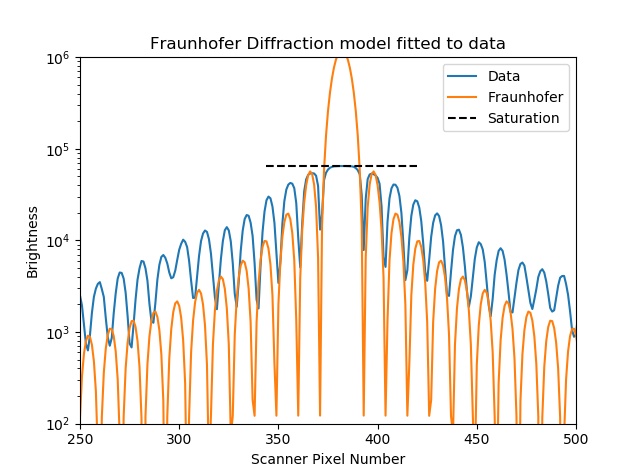 Fraunhofer Diffraction model fitted to data
Data
Fraunhofer
Saturation
Brightness
10^6
10^5
10^4
10^3
10^2
250 300 350 400 450 500
Scanner Pixel Number